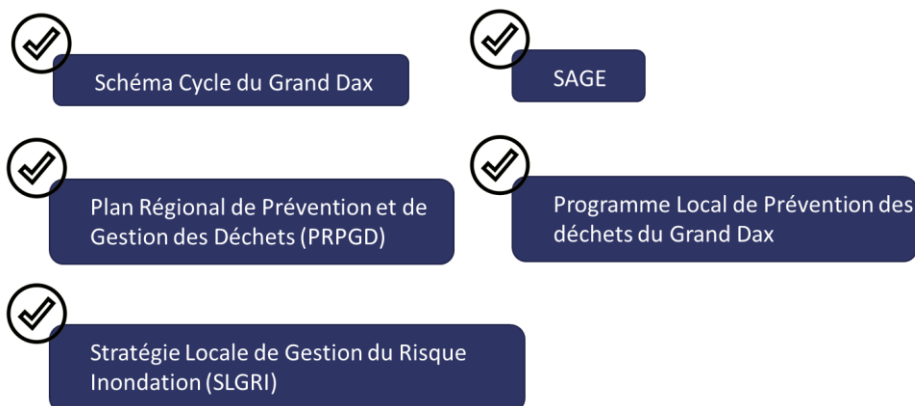 Schéma Cycle du Grand Dax
SAGE
Plan Régional de Prévention et de
Gestion des Déchets (PRPGD)
Programme Local de Prévention des
déchets du Grand Dax
Stratégie Locale de Gestion du Risque
Inondation (SLGRI)